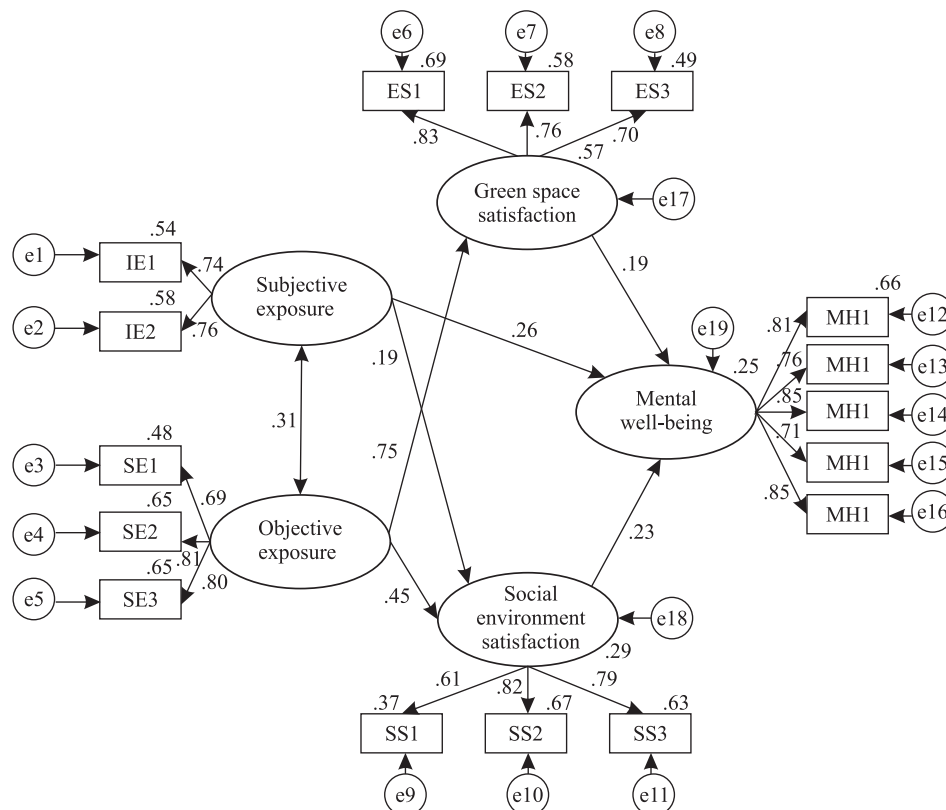 e6
e7
e8
.69
.58
.49
ES1
ES2
ES3
.83
.76
.70
.57
Green space
satisfaction
e17
e1
.54
IE1
.74
Subjective
exposure
e2
.58
IE2
.76
.19
.19
.26
e19
.25
.66
MH1
e12
.81
.76
MH1
e13
.85
MH1
e14
.71
MH1
e15
.85
MH1
e16
Mental
well-being
.31
.75
e3
.48
SE1
.69
e4
.65
SE2
.81
e5
.65
SE3
.80
Objective
exposure
.45
.23
Social
environment
satisfaction
e18
.29
.61
.82
.79
.37
.67
.63
SS1
SS2
SS3
e9
e10
e11